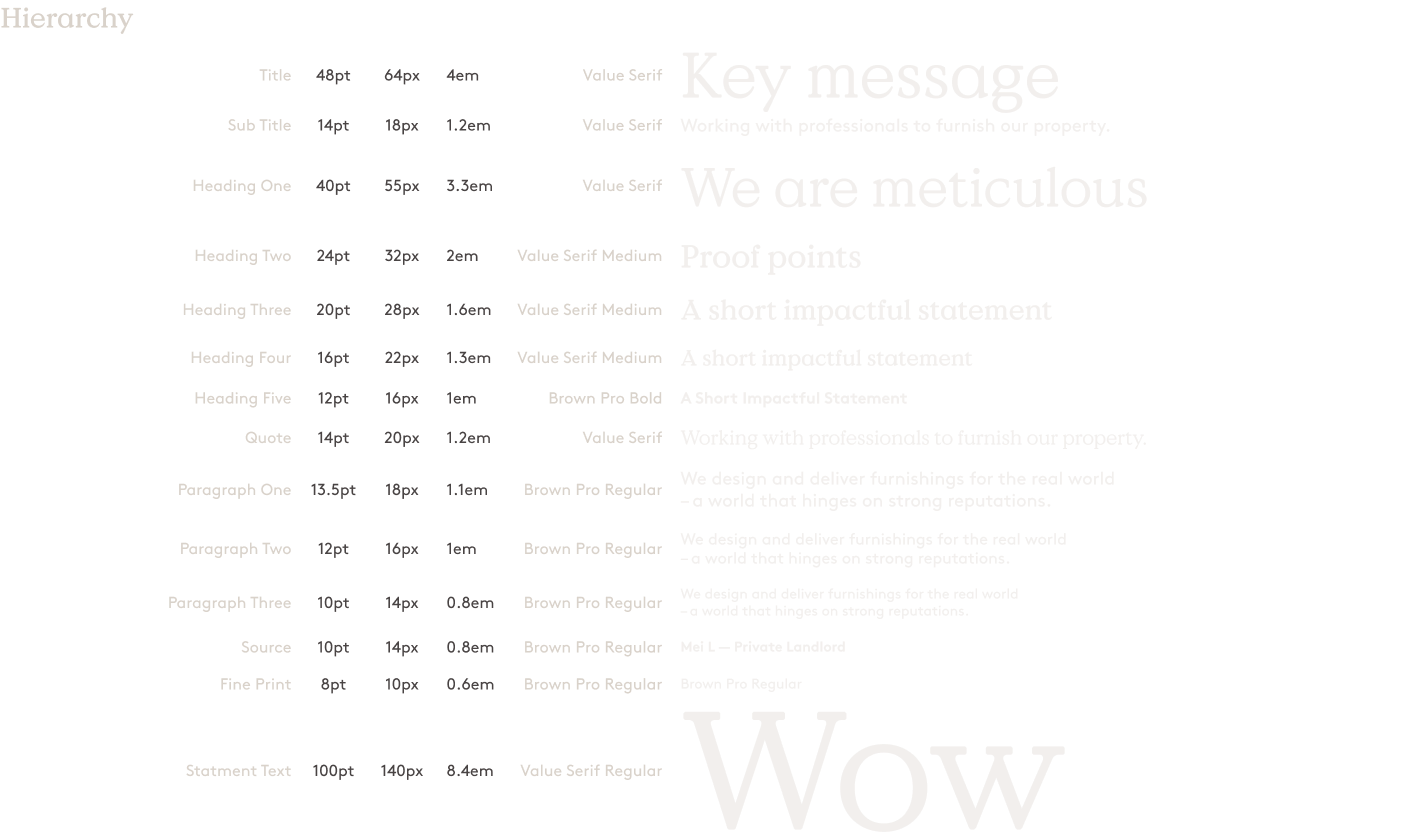 Hierarchy
Title 48pt 64px 4em Value Serif Key message
Sub Title 14pt 18px 1.2em Value Serif Working with professionals to furnish our property.
Heading One 40pt 55px 3.3em Value Serif We are meticulous
Heading Two 24pt 32px 2em Value Serif Medium Proof points
Heading Three 20pt 28px 1.6em Value Serif Medium A short impactful statement
Heading Four 16pt 22px 1.3em Value Serif Medium A short impactful statement
Heading Five 12pt 16px 1em Brown Pro Bold A Short Impactful Statement
Quote 14pt 20px 1.2em Value Serif Working with professionals to furnish our property.
Paragraph One 13.5pt 18px 1.1em Brown Pro Regular We design and deliver furnishings for the real world
– a world that hinges on strong reputations.
Paragraph Two 12pt 16px 1em Brown Pro Regular We design and deliver furnishings for the real world
– a world that hinges on strong reputations.
Paragraph Three 10pt 14px 0.8em Brown Pro Regular We design and deliver furnishings for the real world
– a world that hinges on strong reputations.
Source 10pt 14px 0.8em Brown Pro Regular Mei L — Private Landlord
Fine Print 8pt 10px 0.6em Brown Pro Regular Brown Pro Regular
Statment Text 100pt 140px 8.4em Value Serif Regular Wow